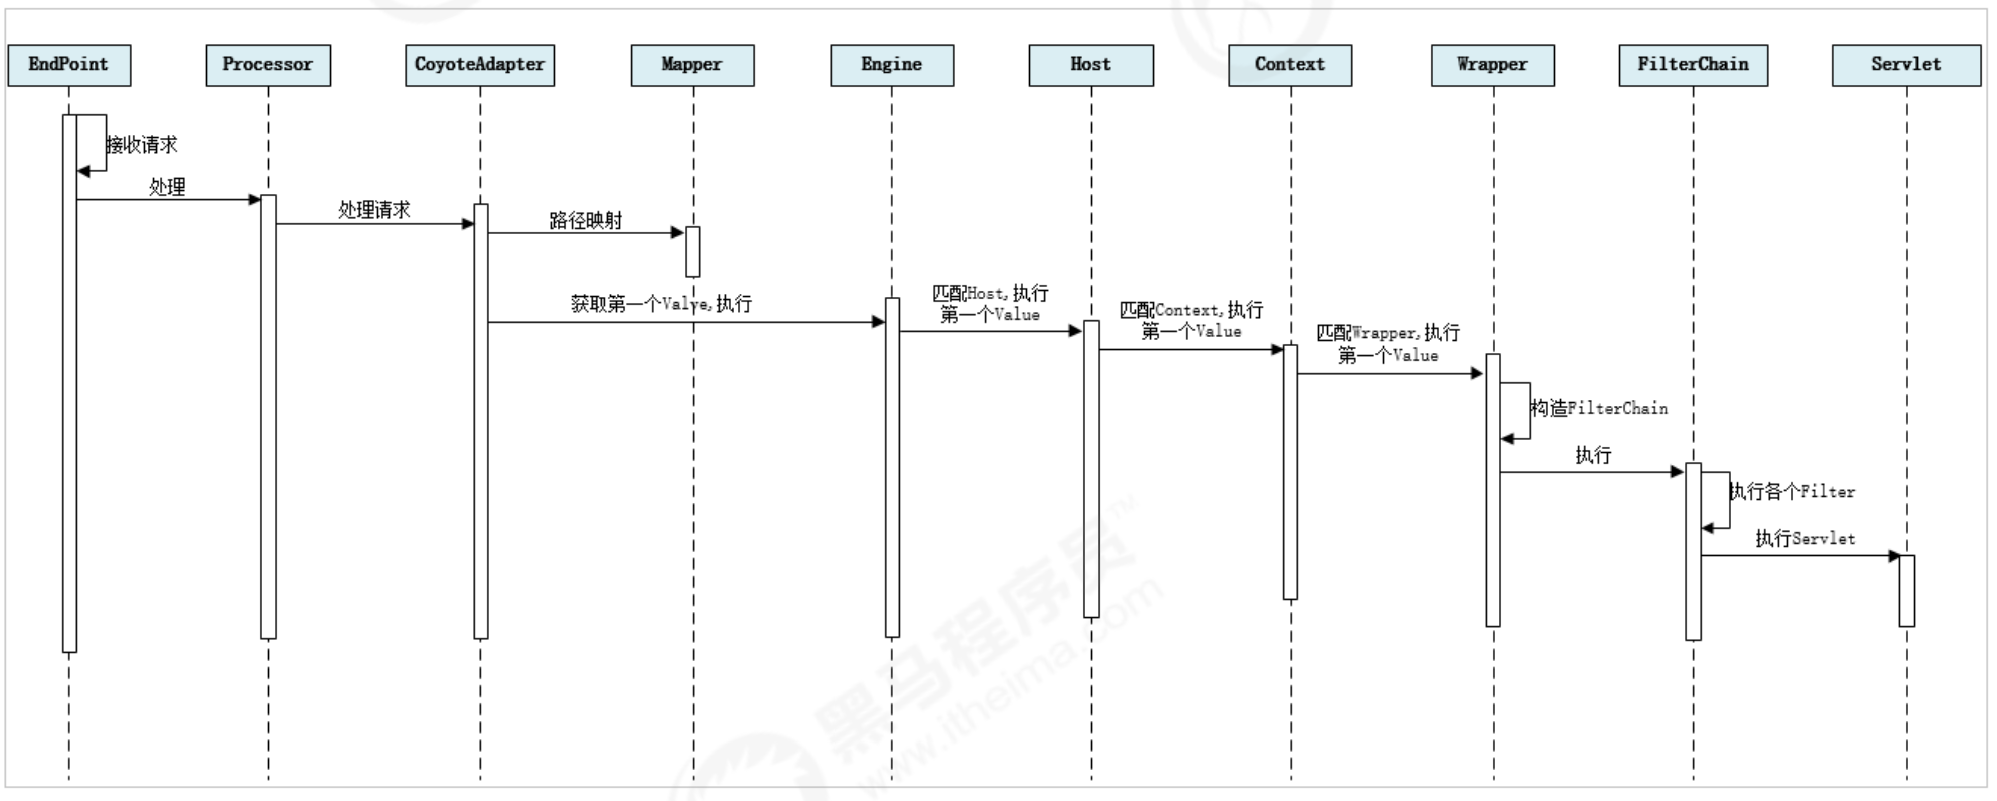 EndPoint
Processor
CoyoteAdapter
Mapper
Engine
Host
Context
Wrapper
FilterChain
Servlet
接收请求
处理
处理请求
路径映射
获取第一个Valve,执行
匹配Host,执行
第一个Value
匹配Context,执行
第一个Value
匹配Wrapper,执行
第一个Value
构造FilterChain
执行
执行各个Filter
执行Servlet
黑马程序员™
www.itheima.com